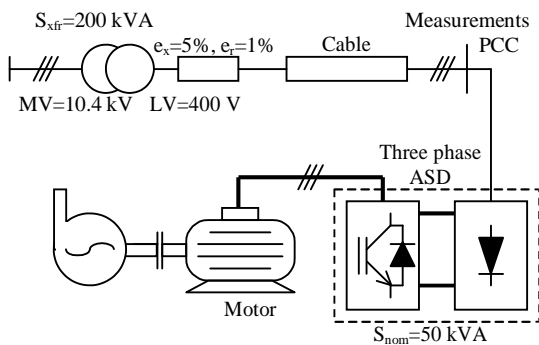 S_xfr=200 kVA
Measurements
PCC
e_x=5%, e_r=1%
Cable
MV=10.4 kV
LV=400 V
Three phase
ASD
Motor
S_nom=50 kVA